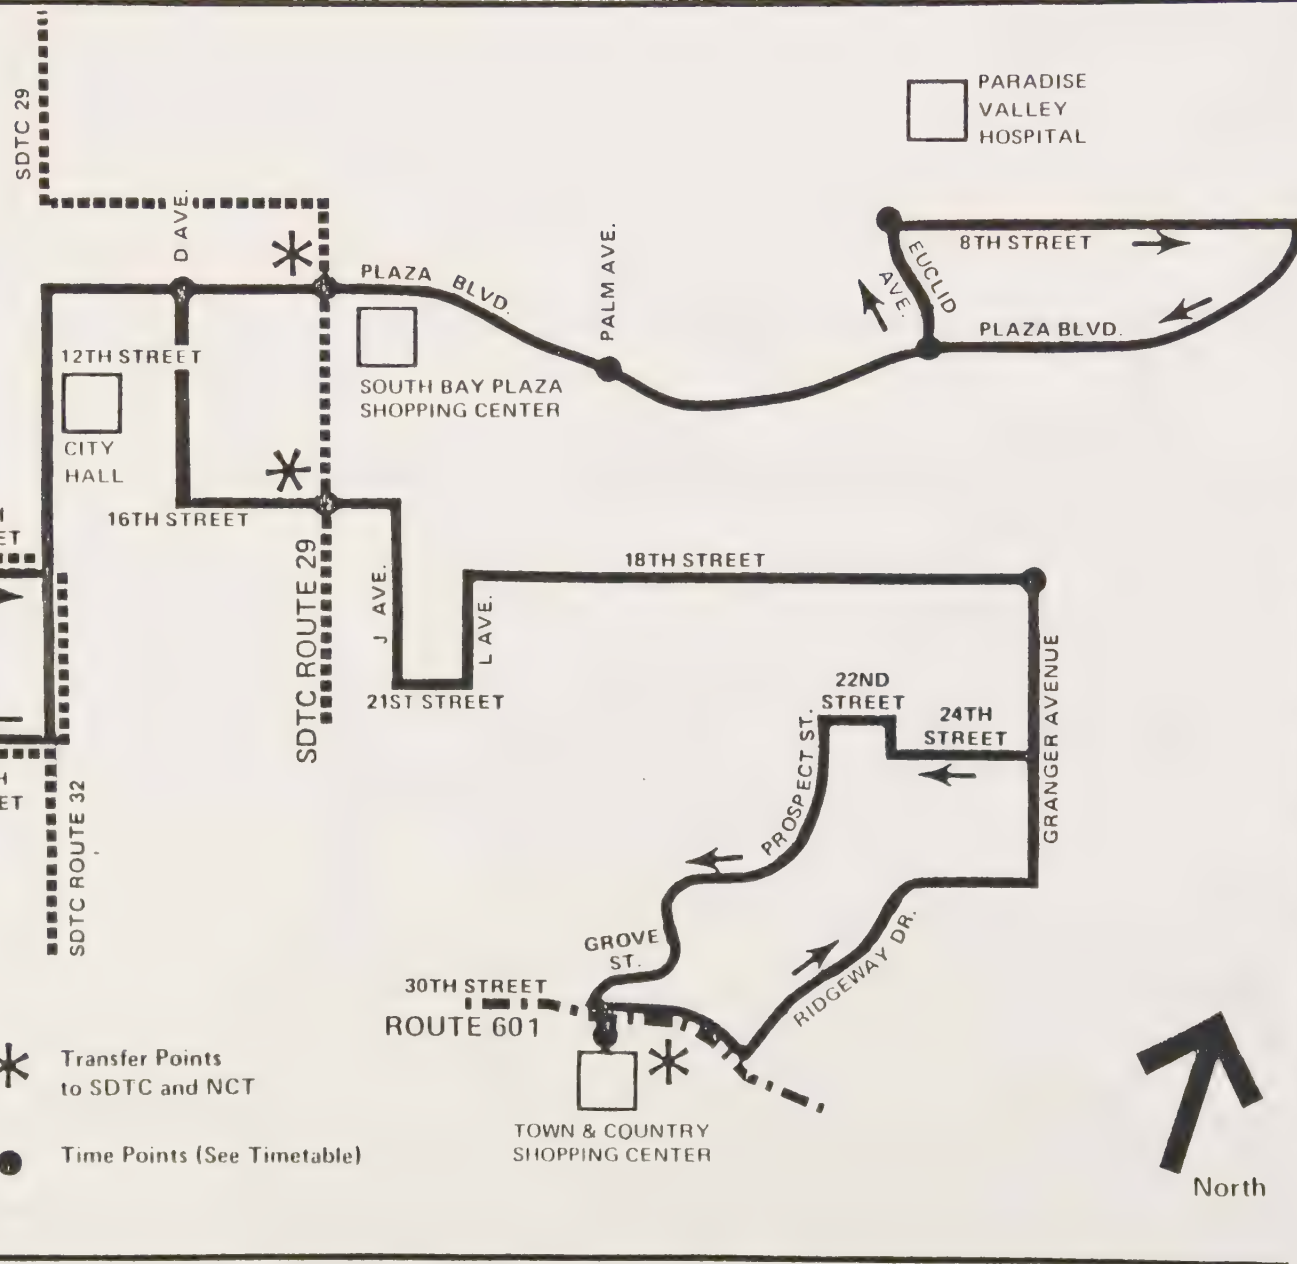 PARADISE
VALLEY
HOSPITAL
SDTC 29
D AVE.
PALM AVE.
8TH STREET
EUCLID
AVE.
PLAZA BLVD.
PLAZA BLVD.
12TH STREET
SOUTH BAY PLAZA
SHOPPING CENTER
CITY
HALL
16TH STREET
ET
SDTC ROUTE 29
J AVE.
L AVE.
18TH STREET
21ST STREET
22ND
STREET
24TH
STREET
GRANGER AVENUE
PROSPECT ST.
H
ET
SDTC ROUTE 32
GROVE
ST.
RIDGEWAY DR.
30TH STREET
ROUTE 601
Transfer Points
to SDTC and NCT
TOWN & COUNTRY
SHOPPING CENTER
Time Points (See Timetable)
North